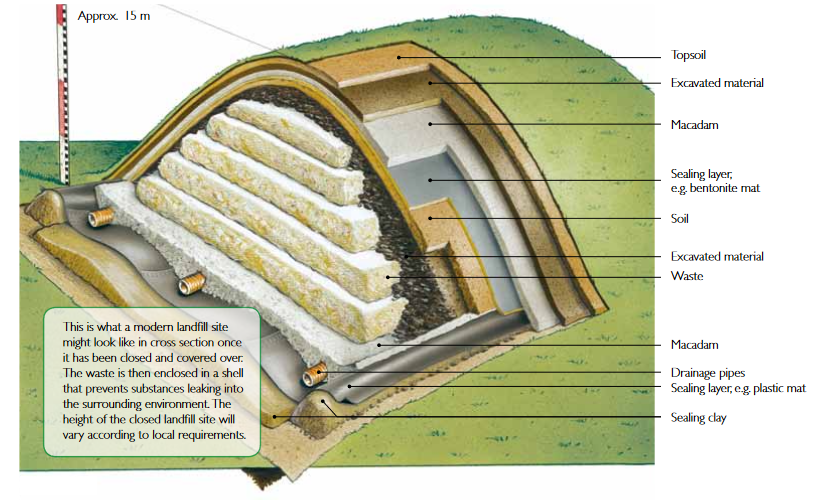 Approx. 15 m
Topsoil
Excavated material
Macadam
Sealing layer,
e.g. bentonite mat
Soil
Excavated material
Waste
Macadam
Drainage pipes
Sealing layer, e.g. plastic mat
Sealing clay
This is what a modern landfill site
might look like in cross section once
it has been closed and covered over.
The waste is then enclosed in a shell
that prevents substances leaking into
the surrounding environment. The
height of the closed landfill site will
vary according to local requirements.